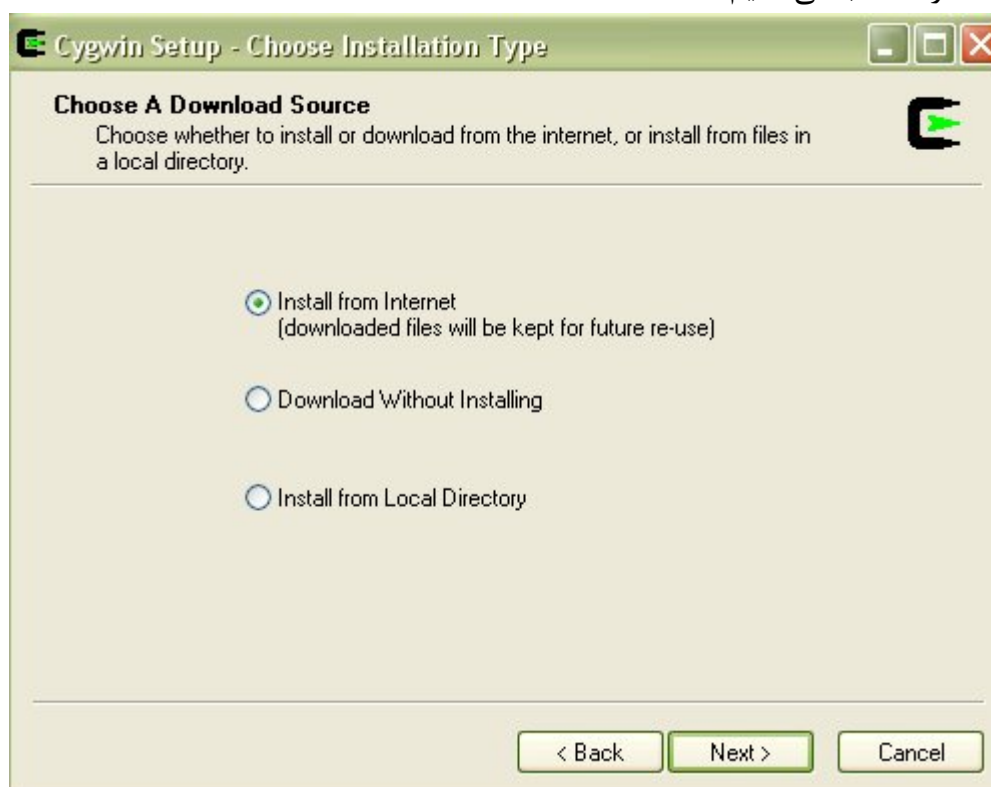 Cygwin Setup - Choose Installation Type
Choose A Download Source
Choose whether to install or download from the internet, or install from files in
a local directory.
Install from Internet
(downloaded files will be kept for future re-use)
Download Without Installing
Install from Local Directory
< Back
Next >
Cancel